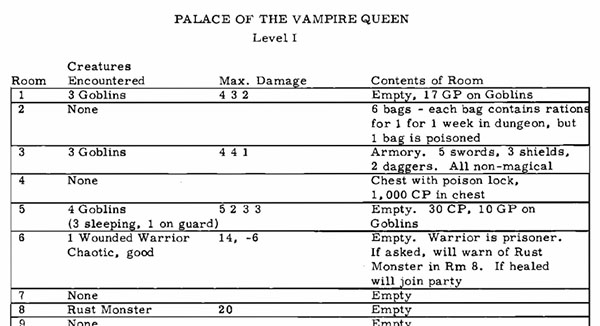 PALACE OF THE VAMPIRE QUEEN
Level I
Creatures
Room Encountered Max. Damage Contents of Room
1 3 Goblins 4 3 2 Empty, 17 GP on Goblins
2 None 6 bags - each bag contains rations
for 1 for 1 week in dungeon, but
1 bag is poisoned
3 3 Goblins 4 4 1 Armory. 5 swords, 3 shields,
2 daggers. All non-magical
4 None Chest with poison lock,
1,000 CP in chest
5 4 Goblins 5 2 3 3 Empty. 30 CP, 10 GP on
(3 sleeping, 1 on guard) Goblins
6 1 Wounded Warrior 14, -6 Empty. Warrior is prisoner.
Chaotic, good If asked, will warn of Rust
Monster in Rm 8. If healed
will join party
7 None Empty
8 Rust Monster 20 Empty
9 None Empty